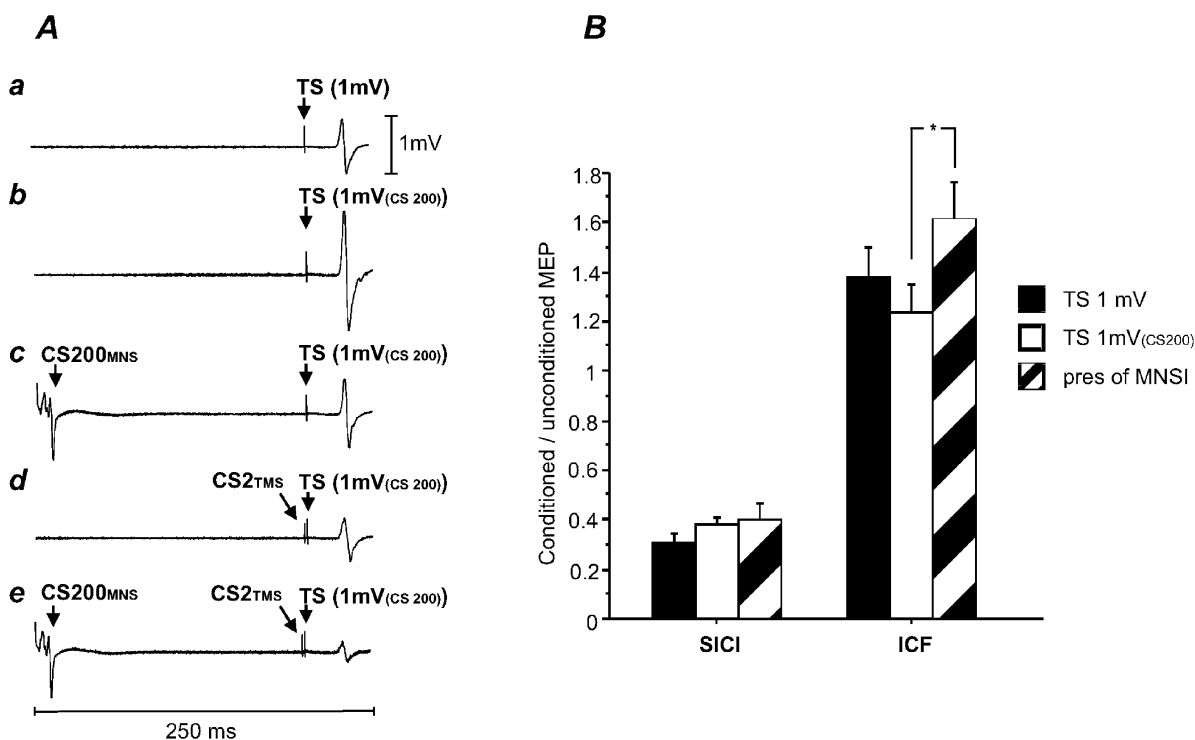 A
a
TS (1mV)
1mV
b
TS (1mV(CS 200))
c
CS200MNS
TS (1mV(CS 200))
d
CS2TMS
TS (1mV(CS 200))
e
CS200MNS
CS2TMS
TS (1mV(CS 200))
250 ms
B
*
Conditioned / unconditioned MEP
1.8
1.6
1.4
1.2
1
0.8
0.6
0.4
0.2
0
SICI
ICF
TS 1 mV
TS 1mV(CS200)
pres of MNSI